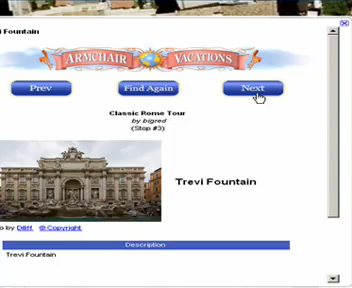 i Fountain
ARMCHAIR VACATIONS
Prev
Find Again
Next
Classic Rome Tour
by bigred
(Stop #3)
Trevi Fountain
o by Diliff © Copyright
Description
Trevi Fountain